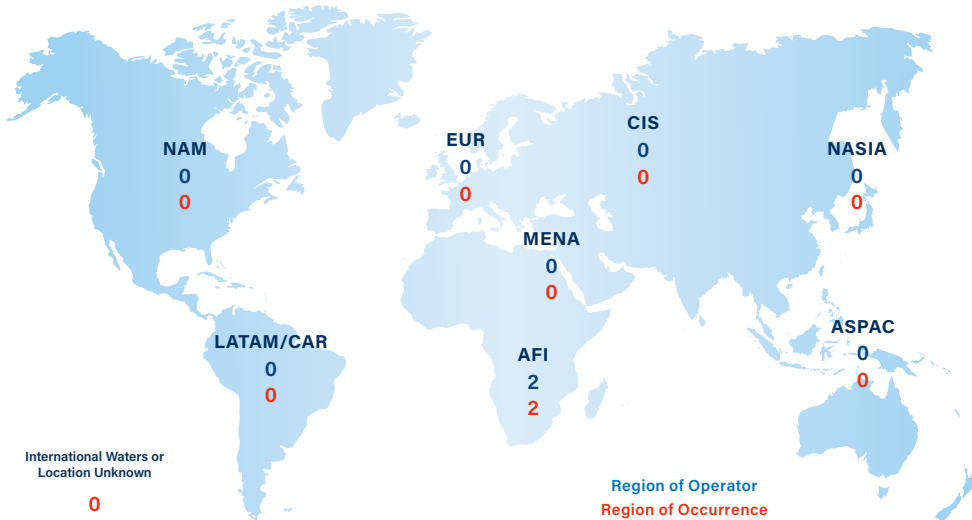 NAM
0
0
EUR
0
0
CIS
0
0
NASIA
0
0
MENA
0
0
LATAM/CAR
0
0
AFI
2
2
ASPAC
0
0
International Waters or
Location Unknown
0
Region of Operator
Region of Occurrence